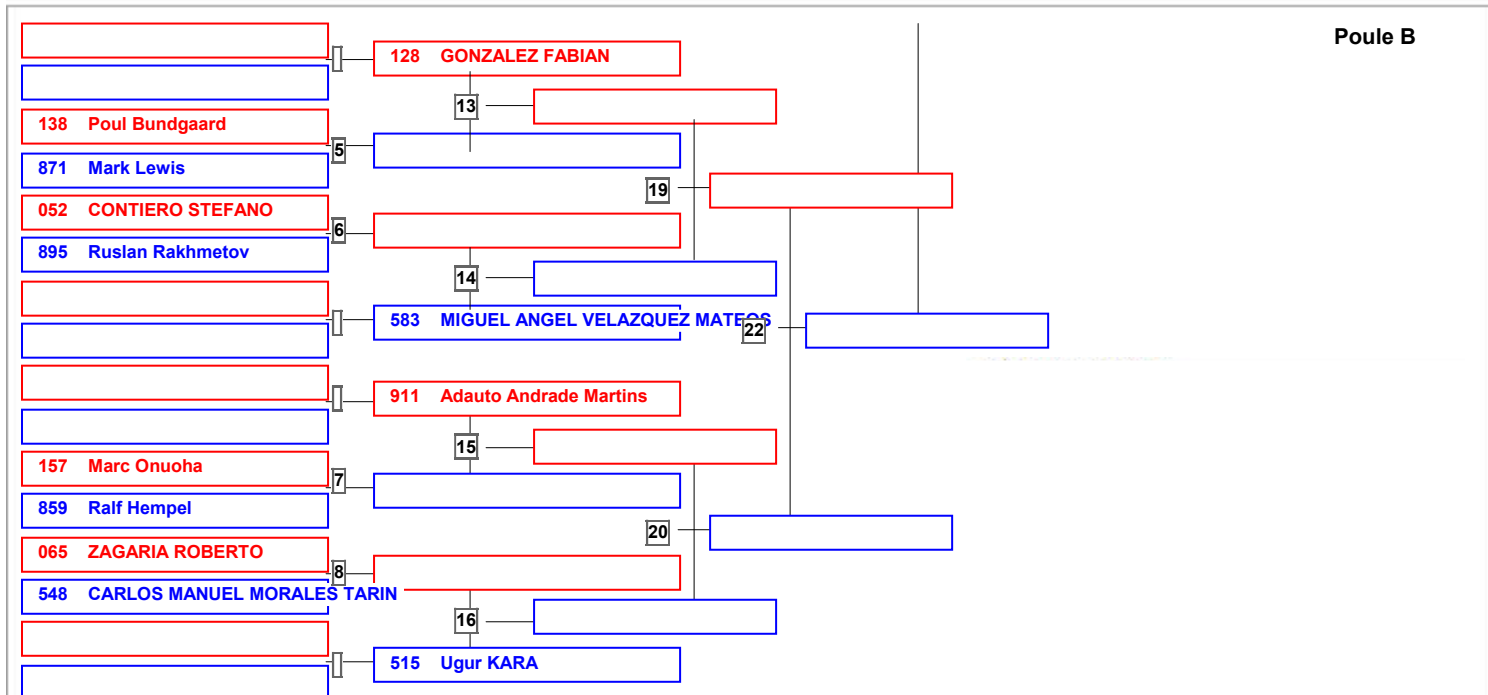 Poule B
128 GONZALEZ FABIAN
13
138 Poul Bundgaard
5
871 Mark Lewis
19
052 CONTIERO STEFANO
6
895 Ruslan Rakhmetov
14
583 MIGUEL ANGEL VELAZQUEZ MATEOS
22
911 Adauto Andrade Martins
15
157 Marc Onuoha
7
859 Ralf Hempel
20
065 ZAGARIA ROBERTO
8
548 CARLOS MANUEL MORALES TARIN
16
515 Ugur KARA